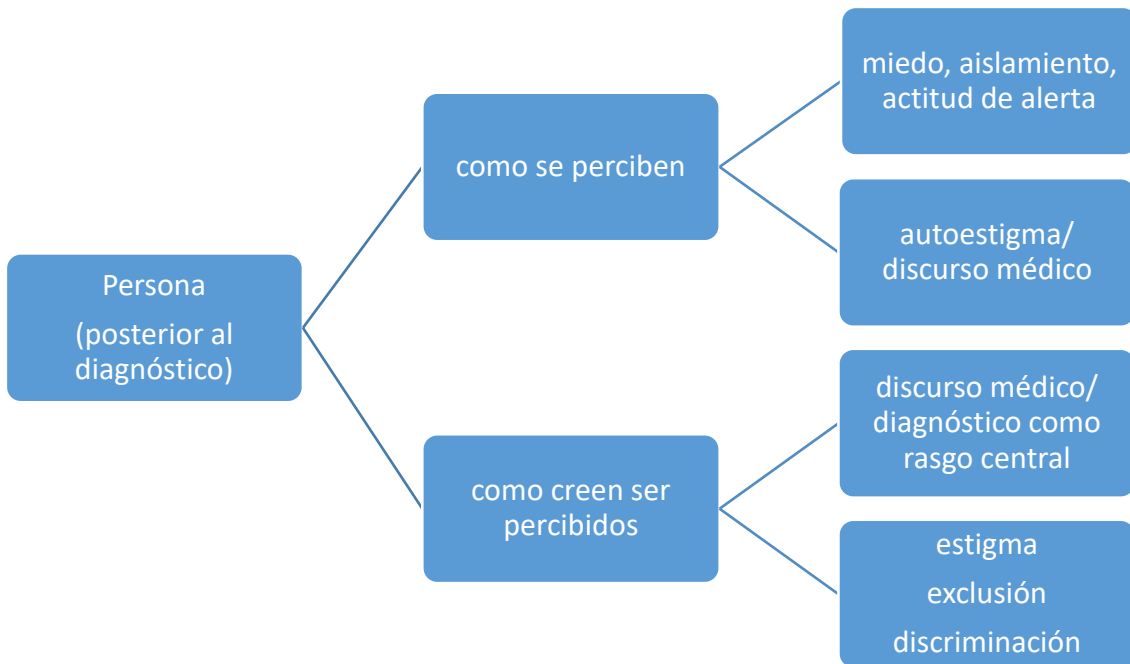 Persona
(posterior al
diagnóstico)
como se perciben
miedo, aislamiento,
actitud de alerta
autoestigma/
discurso médico
como creen ser
percibidos
discurso médico/
diagnóstico como
rasgo central
estigma
exclusión
discriminación